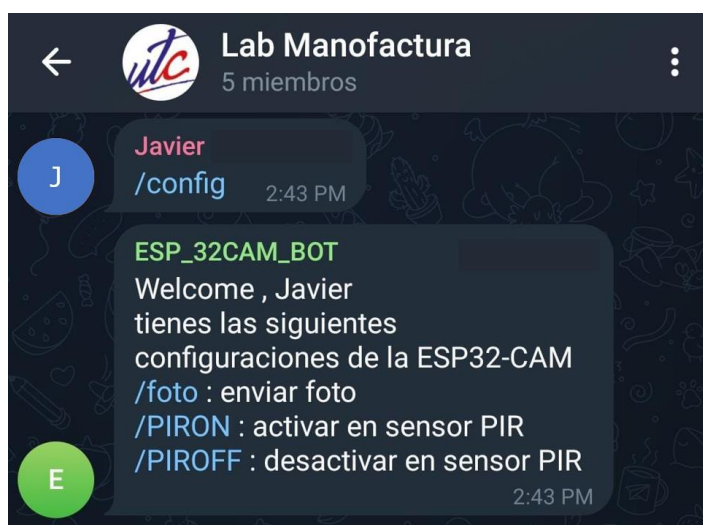 utc
Lab Manofactura
5 miembros
J
Javier
/config
2:43 PM
ESP_32CAM_BOT
Welcome , Javier
tienes las siguientes
configuraciones de la ESP32-CAM
/foto : enviar foto
/PIRON : activar en sensor PIR
/PIROFF : desactivar en sensor PIR
E
2:43 PM